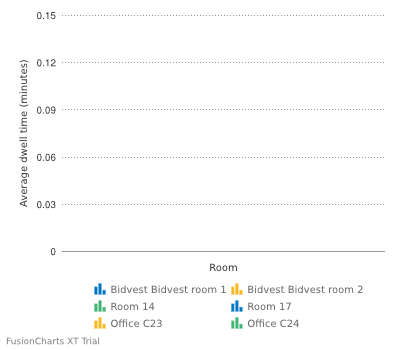 0.15
0.12
0.09
0.06
0.03
0
Average dwell time (minutes)
Room
Bidvest Bidvest room 1
Bidvest Bidvest room 2
Room 14
Room 17
Office C23
Office C24
FusionCharts XT Trial